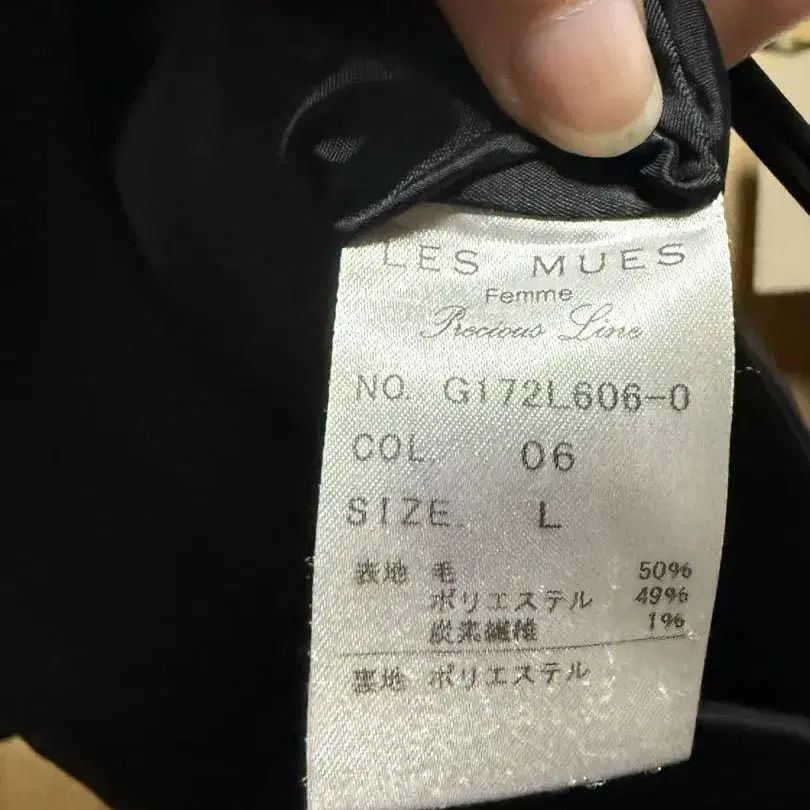 LES MUES
Femme
Precious Line
NO. G172L606-0
COL. 06
SIZE. L
表地 毛 50%
ポリエステル 49%
炭素繊維 1%
裏地 ポリエステル